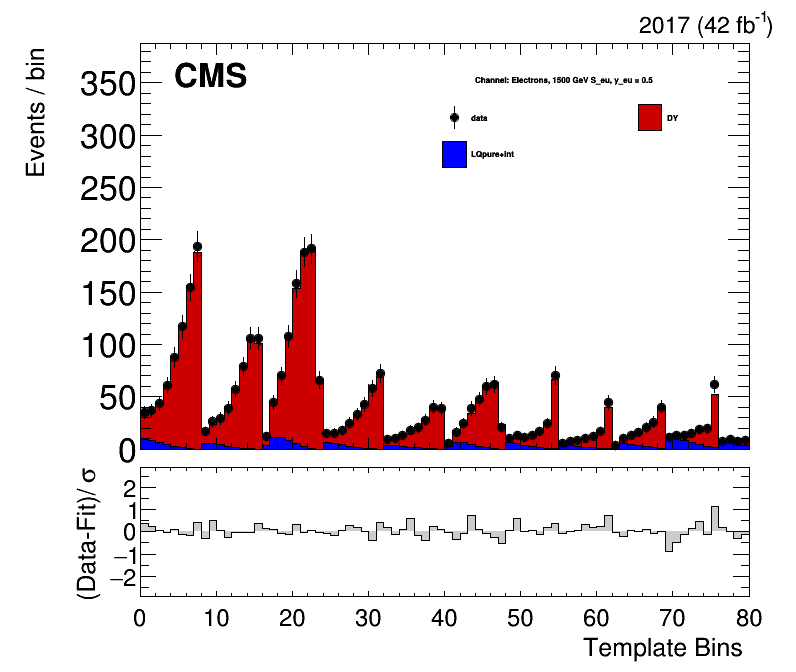 2017 (42 fb-1)
Events / bin
CMS
Channel: Electrons, 1500 GeV S_eu, y_eu = 0.5
data
DY
LQpure+int
350
300
250
200
150
100
50
0
(Data-Fit)/ σ
2
1
0
−1
−2
0 10 20 30 40 50 60 70 80
Template Bins